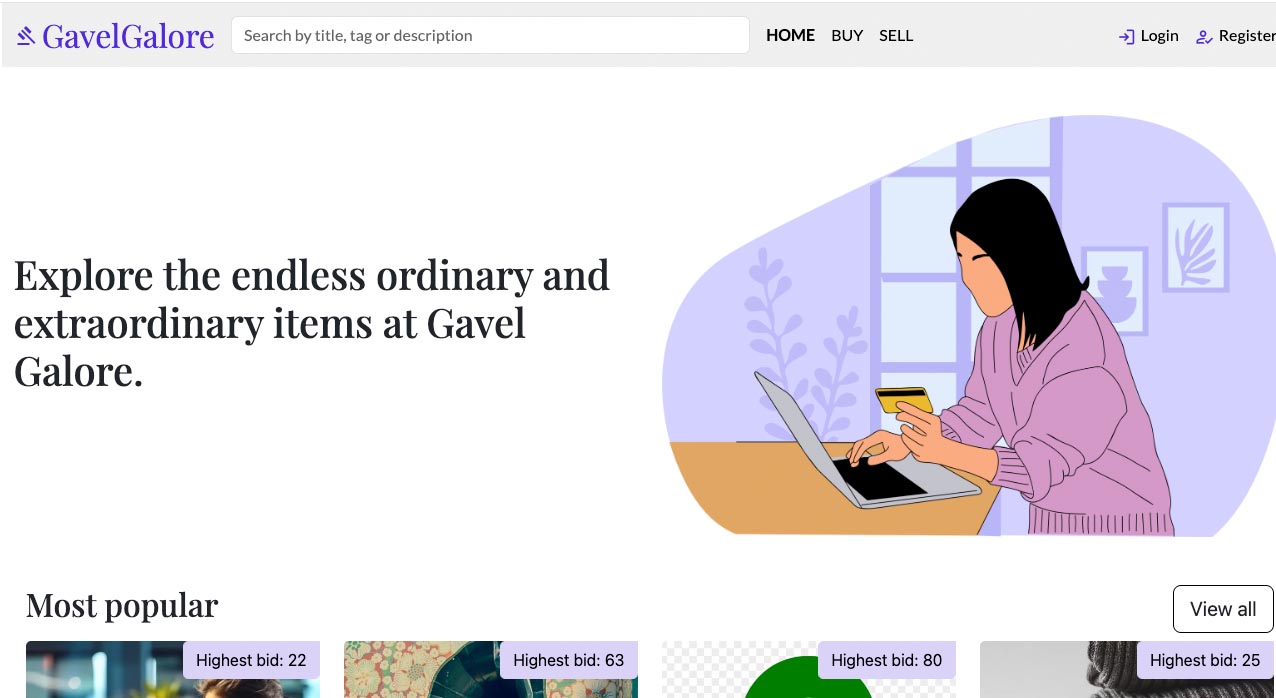 GavelGalore
Search by title, tag or description
HOME
BUY
SELL
Login
Register
Explore the endless ordinary and
extraordinary items at Gavel
Galore.
Most popular
View all
Highest bid: 22
Highest bid: 63
Highest bid: 80
Highest bid: 25